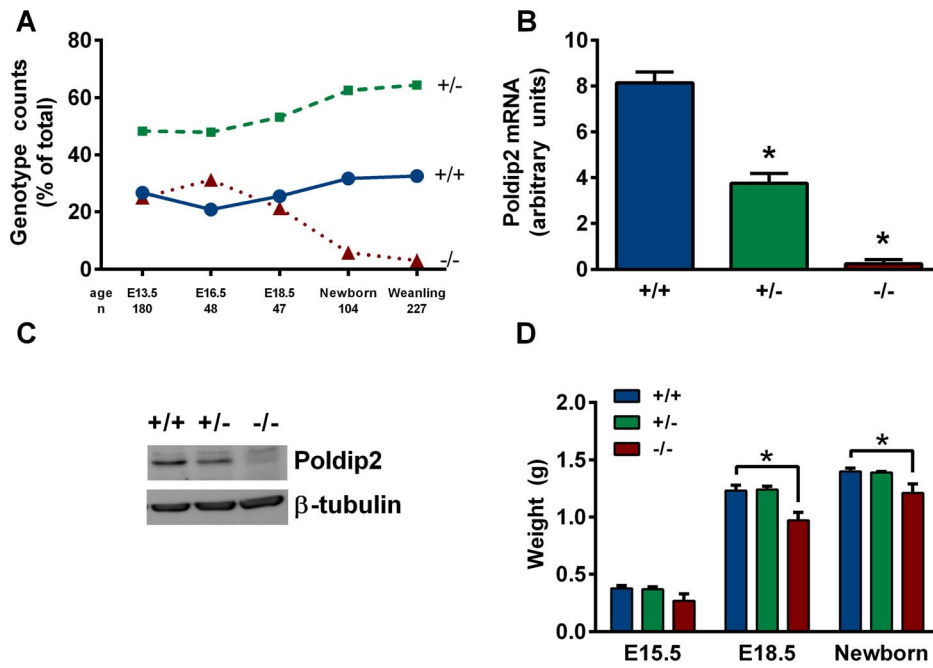 A
Genotype counts
(% of total)
80
60
40
20
0
+/-
+/+
-/-
age E13.5 E16.5 E18.5 Newborn Weanling
n 180 48 47 104 227
B
Poldip2 mRNA
(arbitrary units)
8
6
4
2
0
*
*
+/+ +/- -/-
C
+/+ +/- -/-
Poldip2
β-tubulin
D
+/+
+/-
-/-
Weight (g)
2.0
1.5
1.0
0.5
0.0
*
*
E15.5 E18.5 Newborn